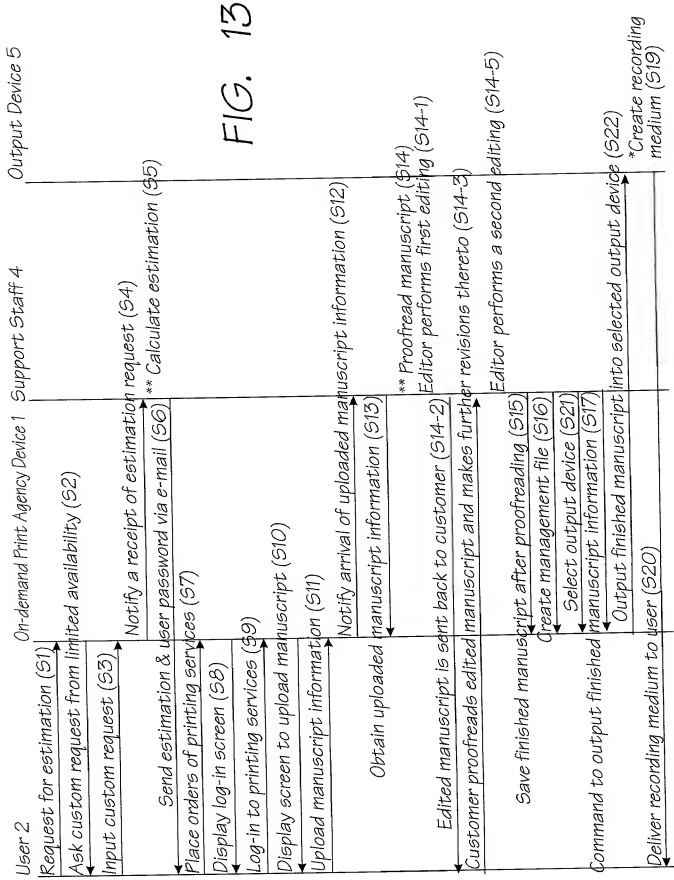 FIG. 13
User 2
On-demand Print Agency Device 1
Support Staff 4
Output Device 5
Request for estimation (S1)
Ask custom request from limited availability (S2)
Input custom request (S3)
Notify a receipt of estimation request (S4)
** Calculate estimation (S5)
Send estimation & user password via e-mail (S6)
Place orders of printing services (S7)
Display log-in screen (S8)
Log-in to printing services (S9)
Display screen to upload manuscript (S10)
Upload manuscript information (S11)
Notify arrival of uploaded manuscript information (S12)
Obtain uploaded manuscript information (S13)
** Proofread manuscript (S14)
Editor performs first editing (S14-1)
Edited manuscript is sent back to customer (S14-2)
Customer proofreads edited manuscript and makes further revisions thereto (S14-3)
Editor performs a second editing (S14-5)
Save finished manuscript after proofreading (S15)
Create management file (S16)
Select output device (S21)
Command to output finished manuscript information (S17)
Output finished manuscript into selected output device (S22)
*Create recording
medium (S19)
Deliver recording medium to user (S20)